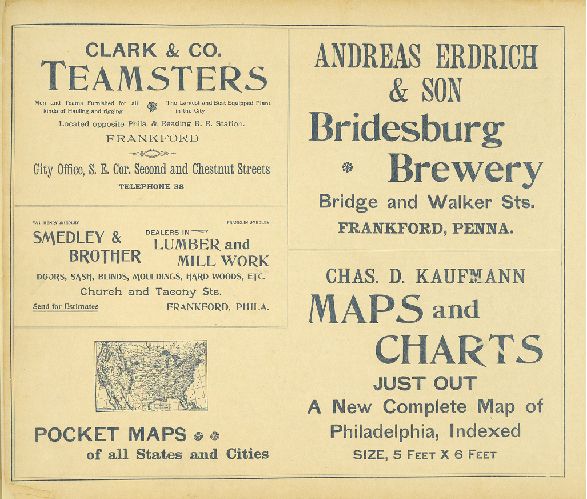 CLARK & CO.
TEAMSTERS
Men and Teams Furnished for all
kinds of Hauling and rigging
The Largest and Best Equipped Plant
in the City
Located opposite Phila & Reading R. R. Station.
FRANKFORD
City Office, S. E. Cor. Second and Chestnut Streets
TELEPHONE 38
SMEDLEY &
BROTHER
DEALERS IN
LUMBER and
MILL WORK
DOORS, SASH, BLINDS, MOULDINGS, HARD WOODS, ETC.
Church and Tacony Sts.
Send for Estimates
FRANKFORD, PHILA.
POCKET MAPS
of all States and Cities
ANDREAS ERDRICH
& SON
Bridesburg
Brewery
Bridge and Walker Sts.
FRANKFORD, PENNA.
CHAS. D. KAUFMANN
MAPS and
CHARTS
JUST OUT
A New Complete Map of
Philadelphia, Indexed
SIZE, 5 FEET X 6 FEET